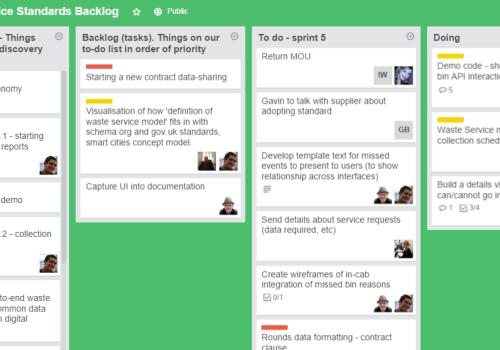 ice Standards Backlog
Public
- Things
discovery
onomy
.1 - starting
reports
demo
.2 - collection
to-end waste
ommon data
n digital
Backlog (tasks). Things on our
to-do list in order of priority
Starting a new contract data-sharing
Visualisation of how 'definition of
waste service model' fits in with
schema.org and gov.uk standards,
smart cities concept model.
Capture UI into documentation
To do - sprint 5
Return MOU
IW
Gavin to talk with supplier about
adopting standard
GB
Develop template text for missed
events to present to users (to show
relationship across interfaces)
Send details about service requests
(data required, etc)
Create wireframes of in-cab
integration of missed bin reasons
0/1
Rounds data formatting - contract
clause
Doing
Demo code - sho
bin API interactio
5
Waste Service m
collection sched
Build a details vi
can/cannot go in
1 3/4